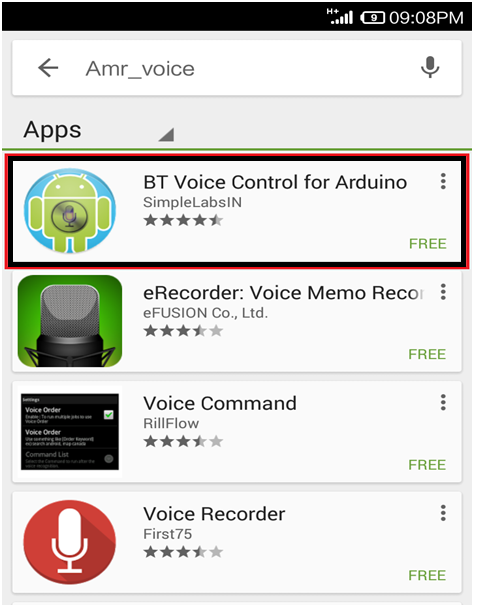 H+ 9 09:08PM
Amr_voice
Apps
BT Voice Control for Arduino
SimpleLabsIN
FREE
eRecorder: Voice Memo Reco
eFUSION Co., Ltd.
FREE
Settings
Voice Order
Voice Order
Command List
Voice Command
RillFlow
FREE
Voice Recorder
First75
FREE